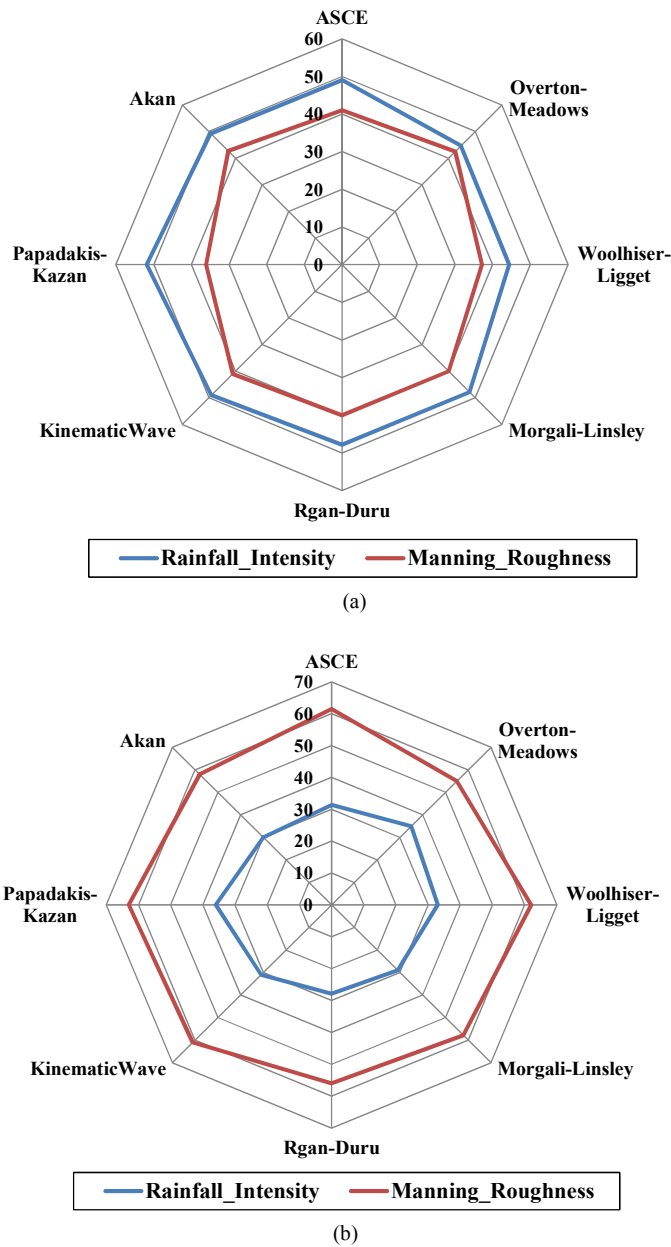 ASCE
60
50
40
30
20
10
0
Overton-
Meadows
Woolhiser-
Ligget
Morgali-Linsley
Rgan-Duru
KinematicWave
Papadakis-
Kazan
Akan
Rainfall_Intensity Manning_Roughness
(a)
ASCE
70
60
50
40
30
20
10
0
Overton-
Meadows
Woolhiser-
Ligget
Morgali-Linsley
Rgan-Duru
KinematicWave
Papadakis-
Kazan
Akan
Rainfall_Intensity Manning_Roughness
(b)